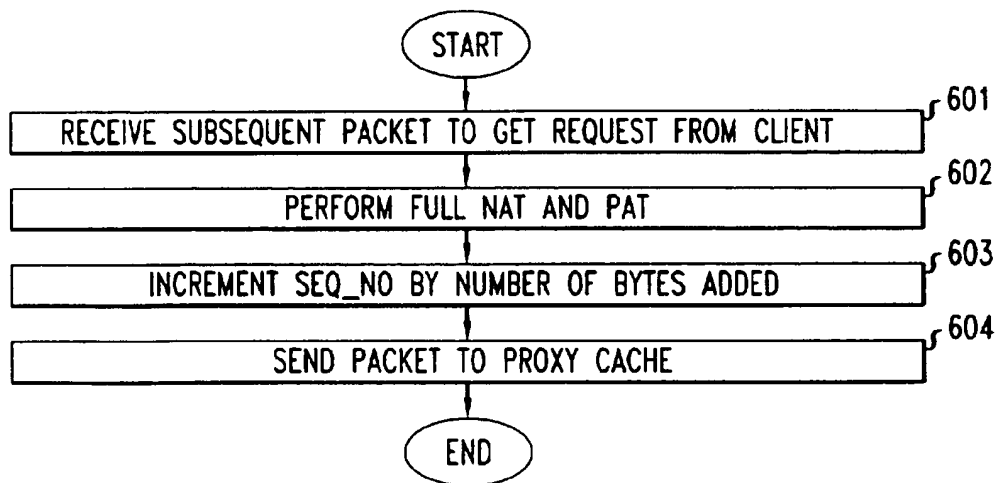 START
601
RECEIVE SUBSEQUENT PACKET TO GET REQUEST FROM CLIENT
602
PERFORM FULL NAT AND PAT
603
INCREMENT SEQ_NO BY NUMBER OF BYTES ADDED
604
SEND PACKET TO PROXY CACHE
END